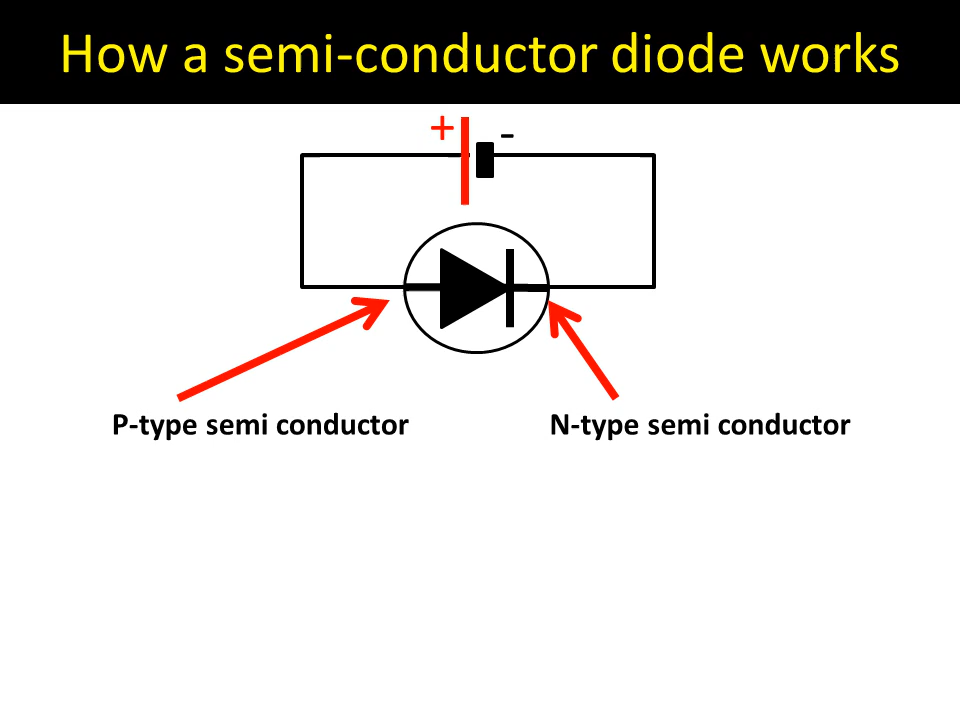 How a semi-conductor diode works
+ -
P-type semi conductor
N-type semi conductor